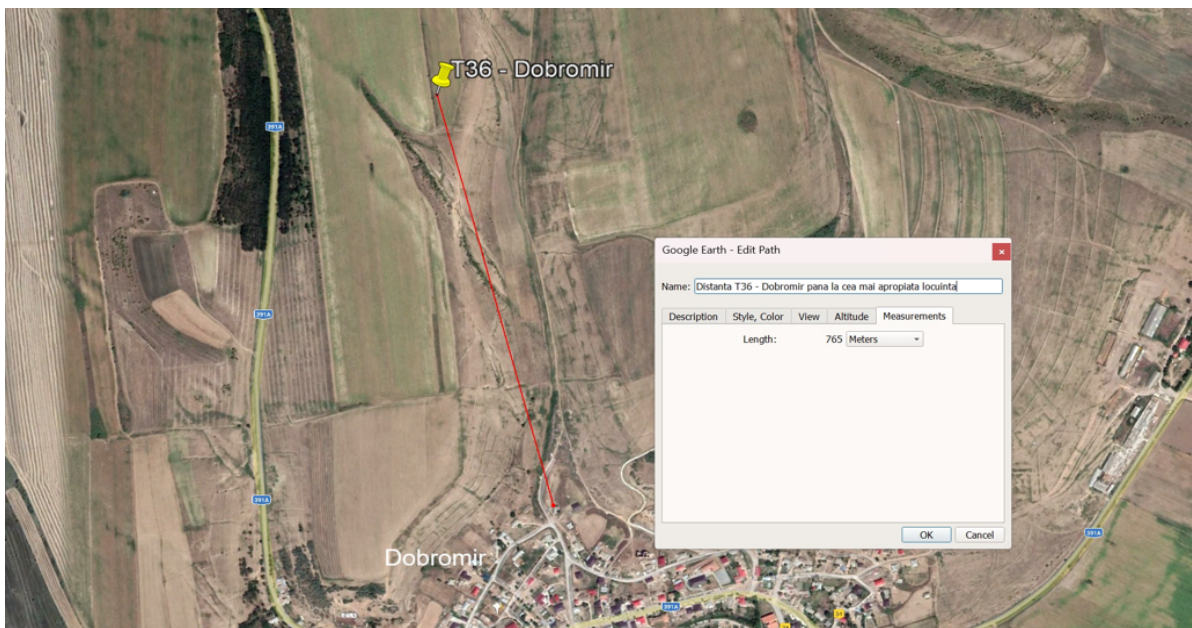 T36 - Dobromir
391A
Google Earth - Edit Path
Name: Distanta T36 - Dobromir pana la cea mai apropiata locuinta
391A
Description Style, Color View Altitude Measurements
Length: 765 Meters
391A
OK Cancel
391A
Dobromir
391A